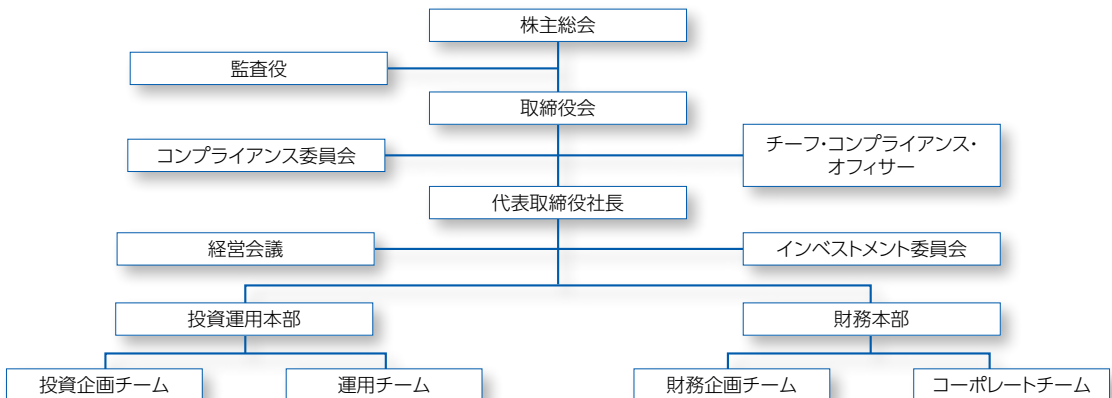 株主総会
監査役
取締役会
コンプライアンス委員会
チーフ・コンプライアンス・
オフィサー
代表取締役社長
経営会議
インベストメント委員会
投資運用本部
財務本部
投資企画チーム
運用チーム
財務企画チーム
コーポレートチーム